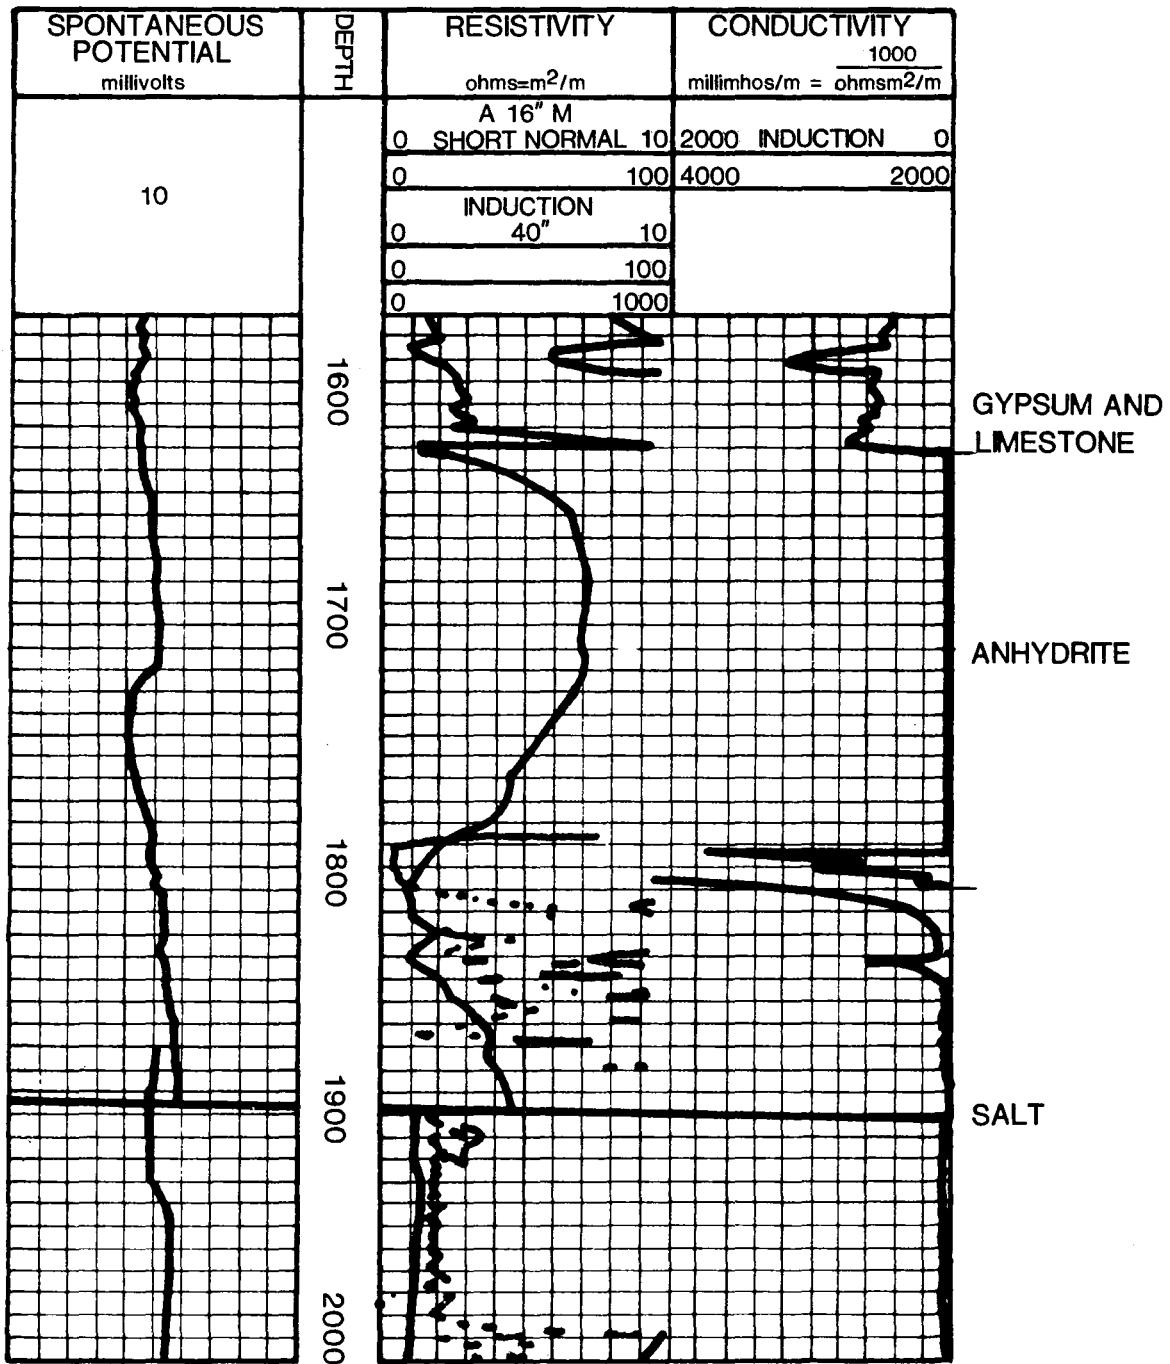 SPONTANEOUS
POTENTIAL
millivolts
DEPTH
RESISTIVITY
ohms=m²/m
CONDUCTIVITY
millimhos/m = 1000
ohmsm²/m
10
A 16" M
0 SHORT NORMAL 10
0 100
INDUCTION
0 40" 10
0 100
0 1000
2000 INDUCTION 0
4000 2000
1600
1700
1800
1900
2000
GYPSUM AND
LIMESTONE
ANHYDRITE
SALT